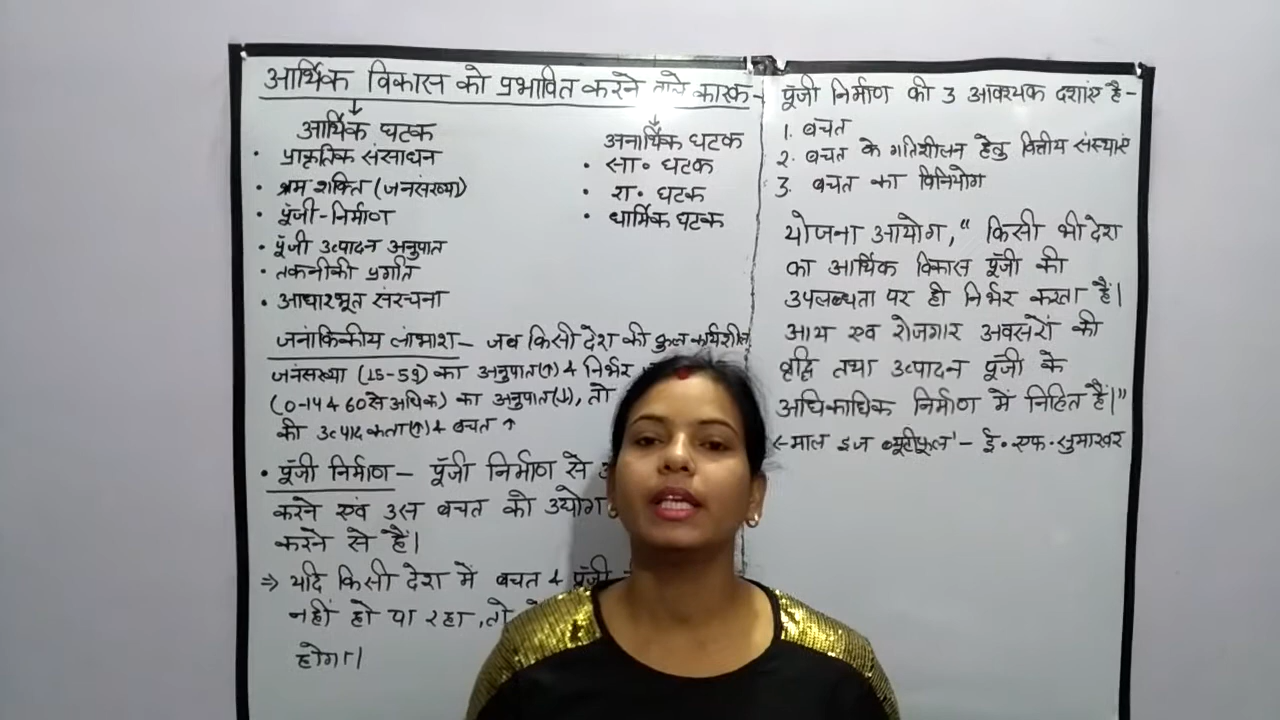 आर्थिक विकास को प्रभावित करने वाले कारक-
आर्थिक घटक
• प्राकृतिक संसाधन
• श्रम शक्ति (जनसंख्या)
• पूँजी-निर्माण
• पूँजी उत्पादन अनुपात
• तकनीकी प्रगति
• आधारभूत संरचना
अनार्थिक घटक
• सा॰ घटक
• रा॰ घटक
• धार्मिक घटक
जनांकिकीय लाभांश – जब किसी देश की कुल कार्यशील
जनसंख्या (15-59) का अनुपात(↑) & निर्भर
(0-14 & 60 से अधिक) का अनुपात(↓), तो
की उत्पादकता(↑) & बचत ↑
• पूँजी निर्माण – पूँजी निर्माण से
करने एवं उस बचत को उद्योग
करने से है।
⇒ यदि किसी देश में बचत & पूँजी
नहीं हो पा रहा, तो
होगा।
पूँजी निर्माण की 3 आवश्यक दशाएं है-
1. बचत
2. बचत के गतिशीलन हेतु वित्तीय संस्थाएं
3. बचत का विनियोग
योजना आयोग, “ किसी भी देश
का आर्थिक विकास पूँजी की
उपलब्धता पर ही निर्भर करता है।
आय एवं रोजगार अवसरों की
वृद्धि तथा उत्पादन पूँजी के
अधिकाधिक निर्माण में निहित है।”
'स्माल इज ब्यूटीफूल' – ई॰ एफ॰ शुमाखर